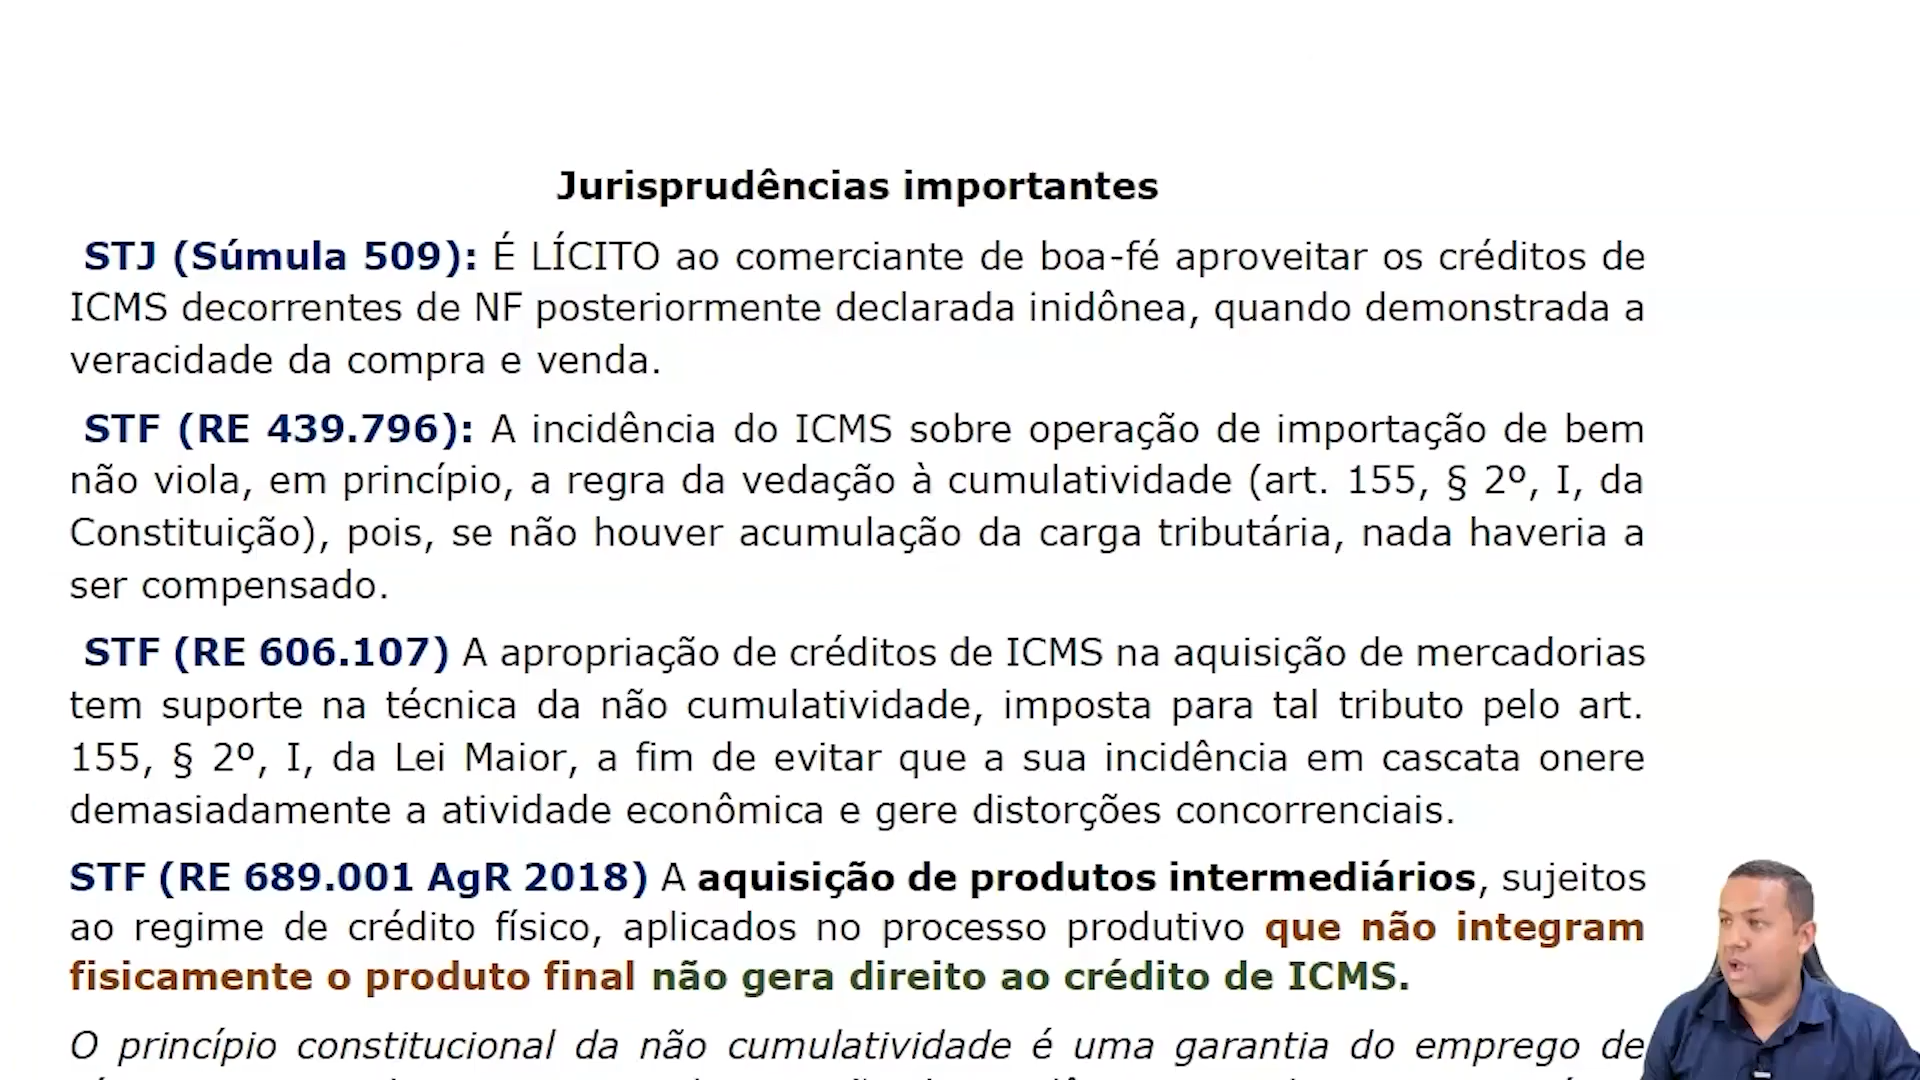 Jurisprudências importantes
STJ (Súmula 509): É LÍCITO ao comerciante de boa-fé aproveitar os créditos de
ICMS decorrentes de NF posteriormente declarada inidônea, quando demonstrada a
veracidade da compra e venda.
STF (RE 439.796): A incidência do ICMS sobre operação de importação de bem
não viola, em princípio, a regra da vedação à cumulatividade (art. 155, § 2º, I, da
Constituição), pois, se não houver acumulação da carga tributária, nada haveria a
ser compensado.
STF (RE 606.107) A apropriação de créditos de ICMS na aquisição de mercadorias
tem suporte na técnica da não cumulatividade, imposta para tal tributo pelo art.
155, § 2º, I, da Lei Maior, a fim de evitar que a sua incidência em cascata onere
demasiadamente a atividade econômica e gere distorções concorrenciais.
STF (RE 689.001 AgR 2018) A aquisição de produtos intermediários, sujeitos
ao regime de crédito físico, aplicados no processo produtivo que não integram
fisicamente o produto final não gera direito ao crédito de ICMS.
O princípio constitucional da não cumulatividade é uma garantia do emprego de